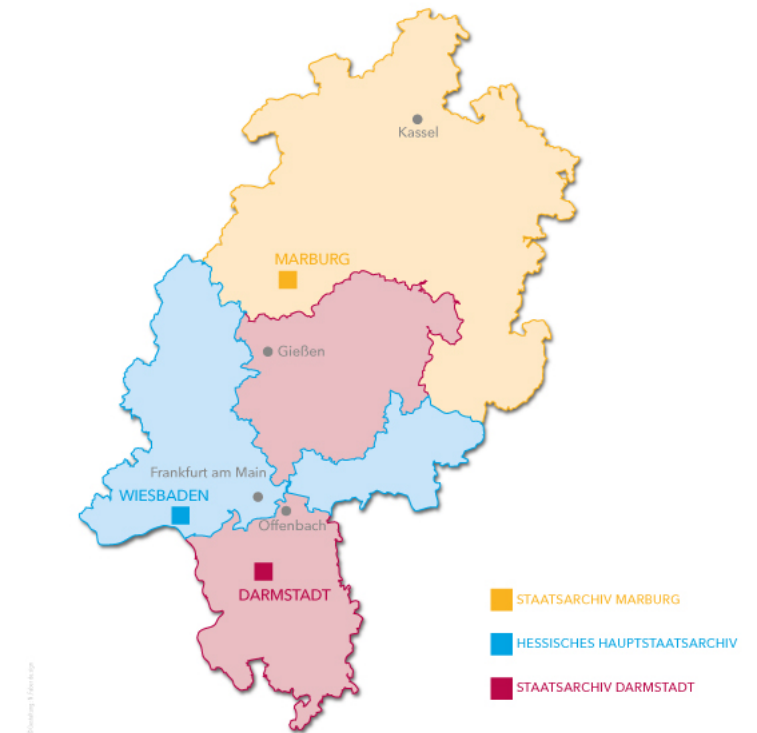 Kassel
MARBURG
Gießen
Frankfurt am Main
WIESBADEN
Offenbach
DARMSTADT
STAATSARCHIV MARBURG
HESSISCHES HAUPTSTAATSARCHIV
STAATSARCHIV DARMSTADT